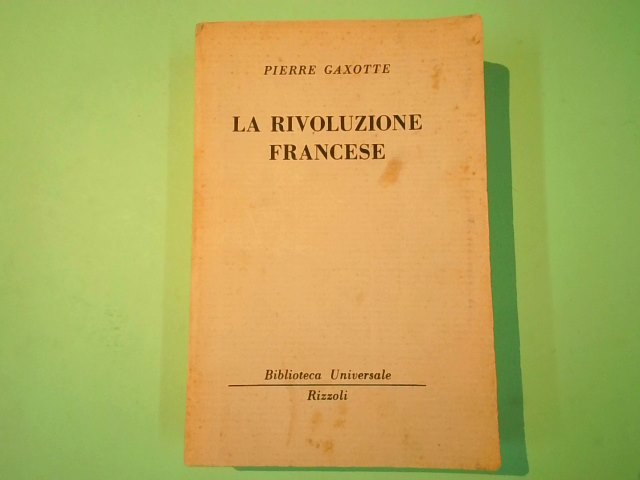 PIERRE GAXOTTE
LA RIVOLUZIONE
FRANCESE
Biblioteca Universale
Rizzoli